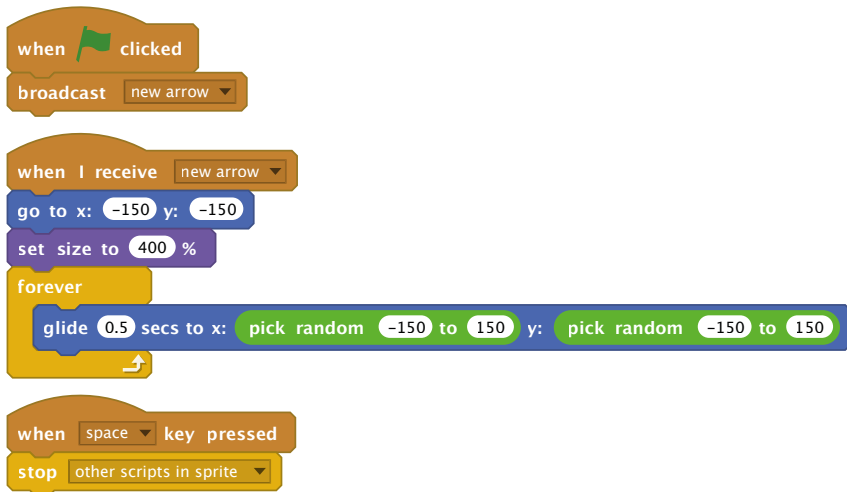 when clicked
broadcast new arrow
when I receive new arrow
go to x: -150 y: -150
set size to 400 %
forever
glide 0.5 secs to x: pick random -150 to 150 y: pick random -150 to 150
when space key pressed
stop other scripts in sprite